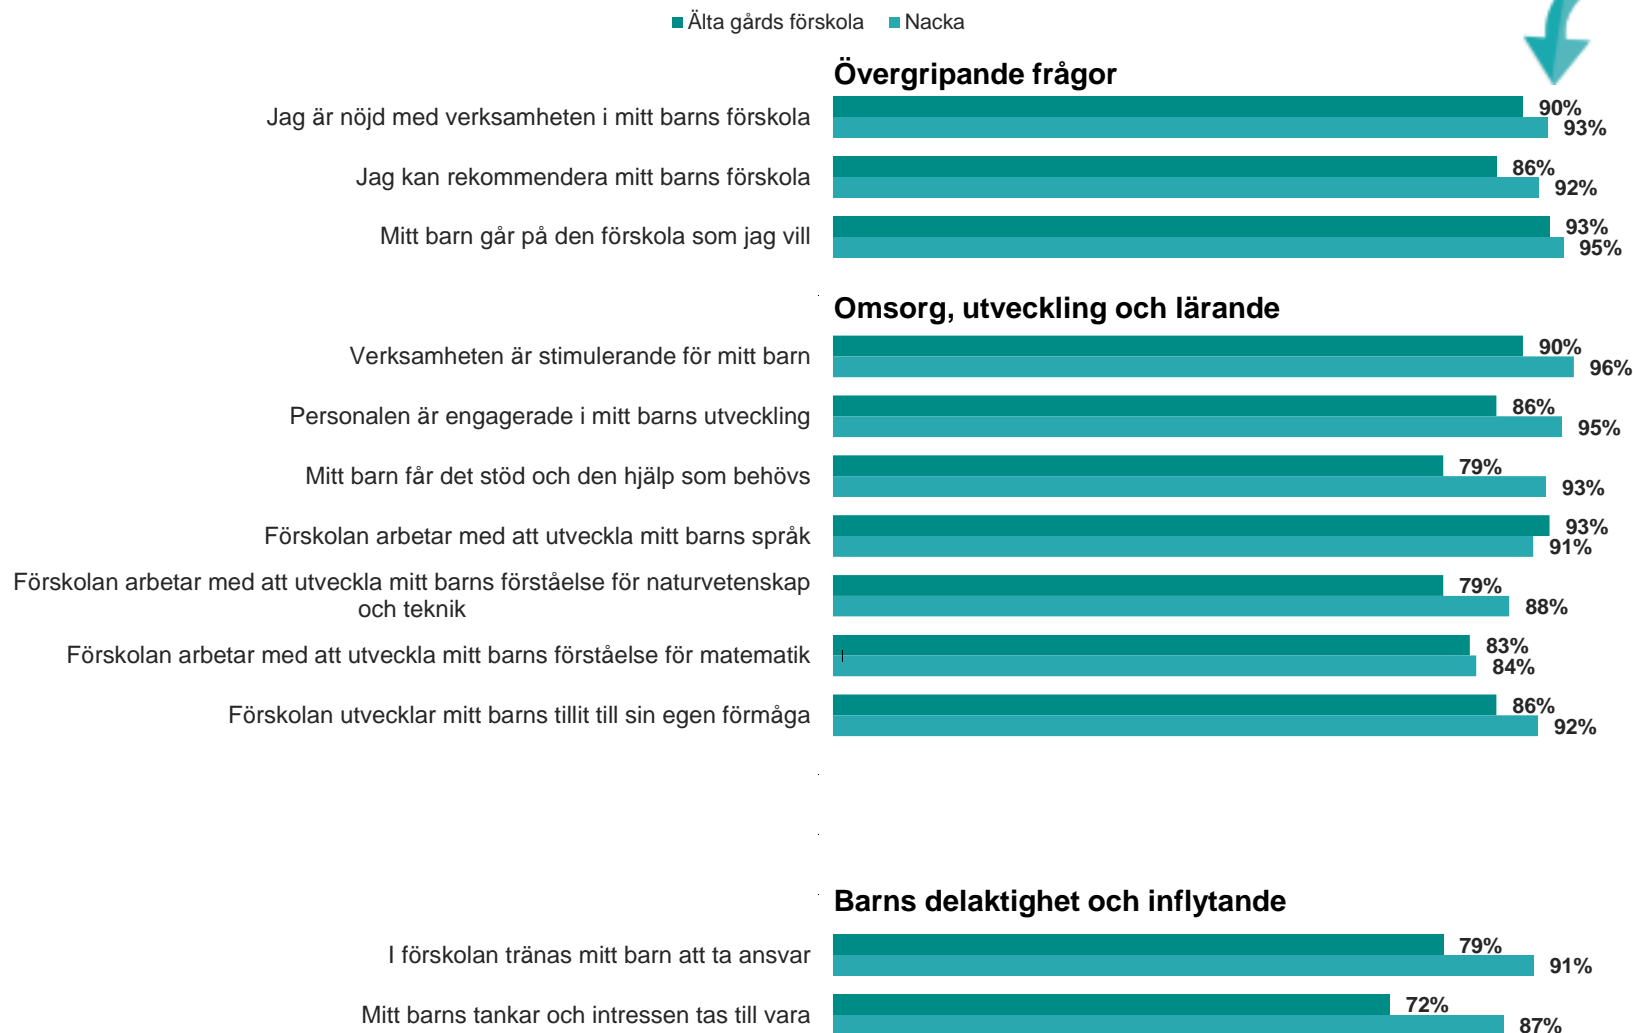 Älta gårds förskola Nacka
Övergripande frågor
Jag är nöjd med verksamheten i mitt barns förskola 90%
93%
Jag kan rekommendera mitt barns förskola 86%
92%
Mitt barn går på den förskola som jag vill 93%
95%
Omsorg, utveckling och lärande
Verksamheten är stimulerande för mitt barn 90%
96%
Personalen är engagerade i mitt barns utveckling 86%
95%
Mitt barn får det stöd och den hjälp som behövs 79%
93%
Förskolan arbetar med att utveckla mitt barns språk 93%
91%
Förskolan arbetar med att utveckla mitt barns förståelse för naturvetenskap
och teknik
79%
88%
Förskolan arbetar med att utveckla mitt barns förståelse för matematik 83%
84%
Förskolan utvecklar mitt barns tillit till sin egen förmåga 86%
92%
Barns delaktighet och inflytande
I förskolan tränas mitt barn att ta ansvar 79%
91%
Mitt barns tankar och intressen tas till vara 72%
87%